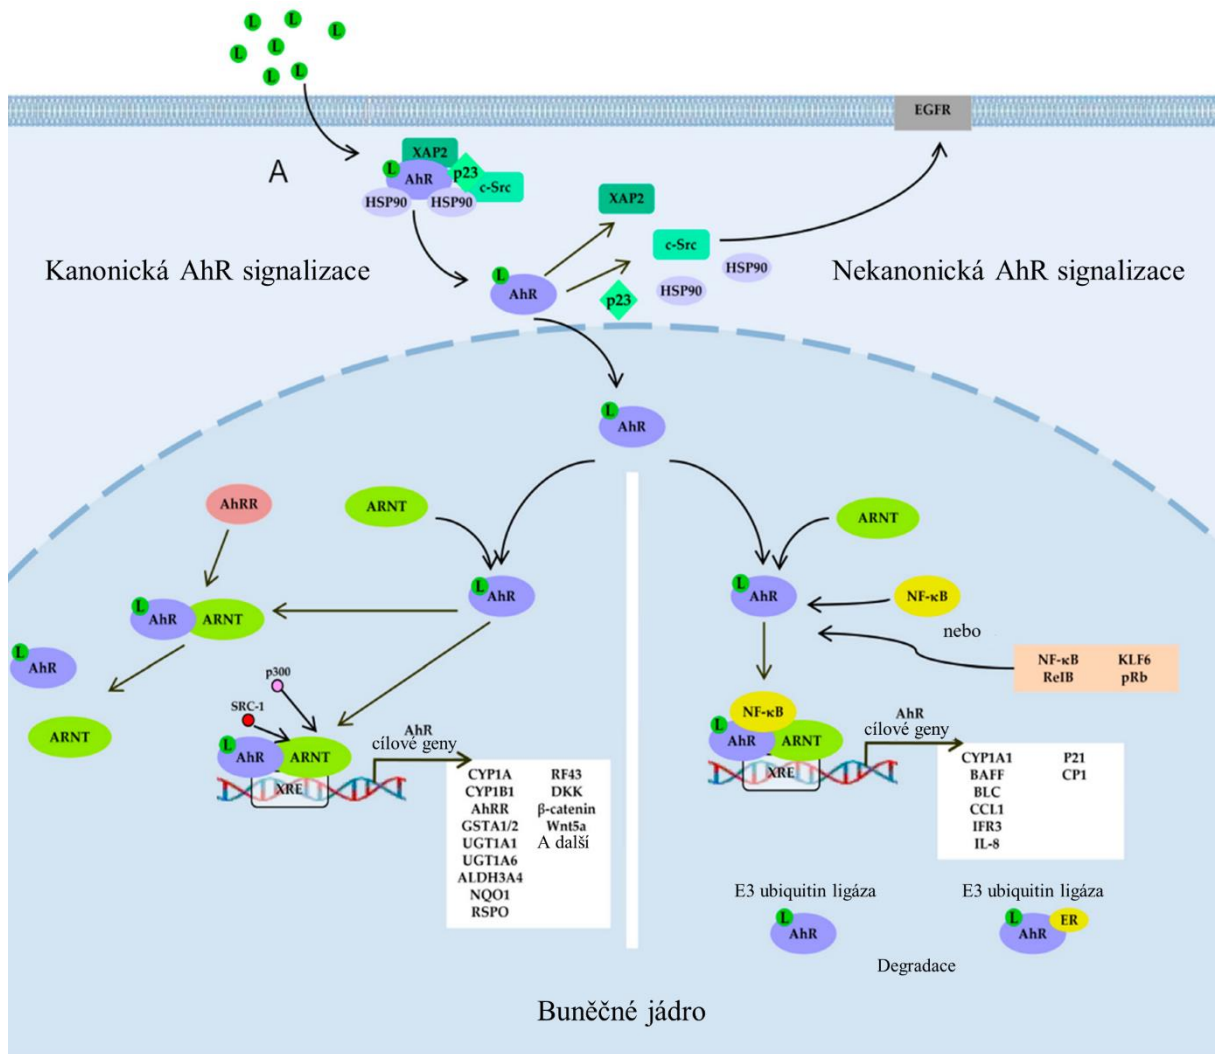 L
L
L
L
L
L
L
EGFR
A
XAP2
L
AhR
p23
c-Src
HSP90
HSP90
XAP2
c-Src
HSP90
HSP90
p23
L
AhR
Kanonická AhR signalizace
Nekanonická AhR signalizace
L
AhR
AhRR
ARNT
ARNT
L
AhR
ARNT
L
AhR
L
AhR
NF-κB
nebo
NF-κB KLF6
RelB pRb
L
AhR
ARNT
p300
SRC-1
L
AhR
ARNT
XRE
AhR
cílové geny
CYP1A RF43
CYP1B1 DKK
AhRR β-catenin
GSTA1/2 Wnt5a
UGT1A1 A další
UGT1A6
ALDH3A4
NQO1
RSPO
NF-κB
L
AhR
ARNT
XRE
AhR
cílové geny
CYP1A1 P21
BAFF CP1
BLC
CCL1
IFR3
IL-8
E3 ubiquitin ligáza
E3 ubiquitin ligáza
L
AhR
L
AhR
ER
Degradace
Buněčné jádro